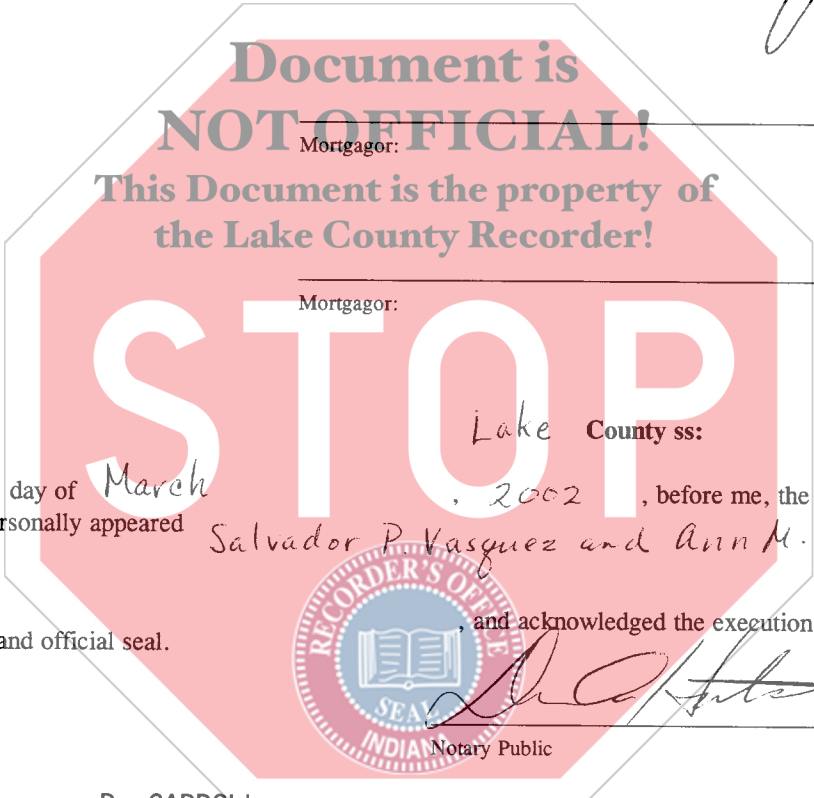 Document is
NOT OFFICIAL!
Mortgagor:
This Document is the property of
the Lake County Recorder!
Mortgagor:
STOP
Lake County ss:
day of March , 2002 , before me, the
rsonally appeared Salvador P. Vasquez and Ann M.
, and acknowledged the execution
and official seal.
RECORDER'S OFFICE
SEAL
INDIANA
Notary Public